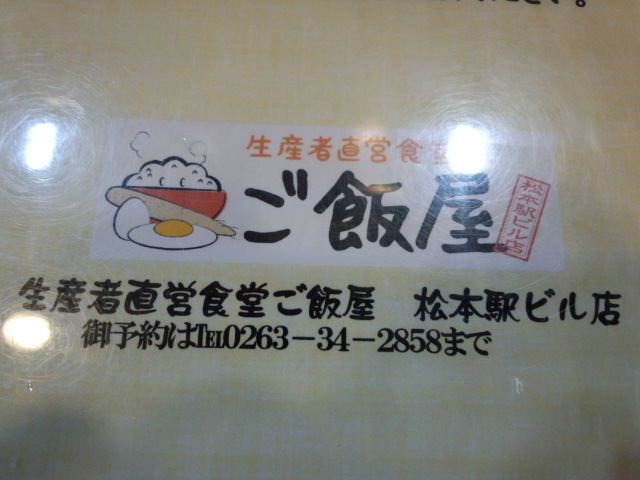 生産者直営食堂
ご飯屋
松本駅ビル店
生産者直営食堂ご飯屋 松本駅ビル店
御予約はTEL0263-34-2858まで